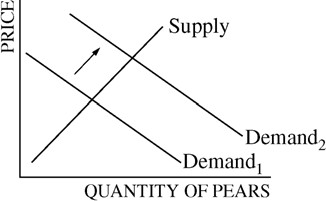 PRICE
Supply
Demand2
Demand1
QUANTITY OF PEARS